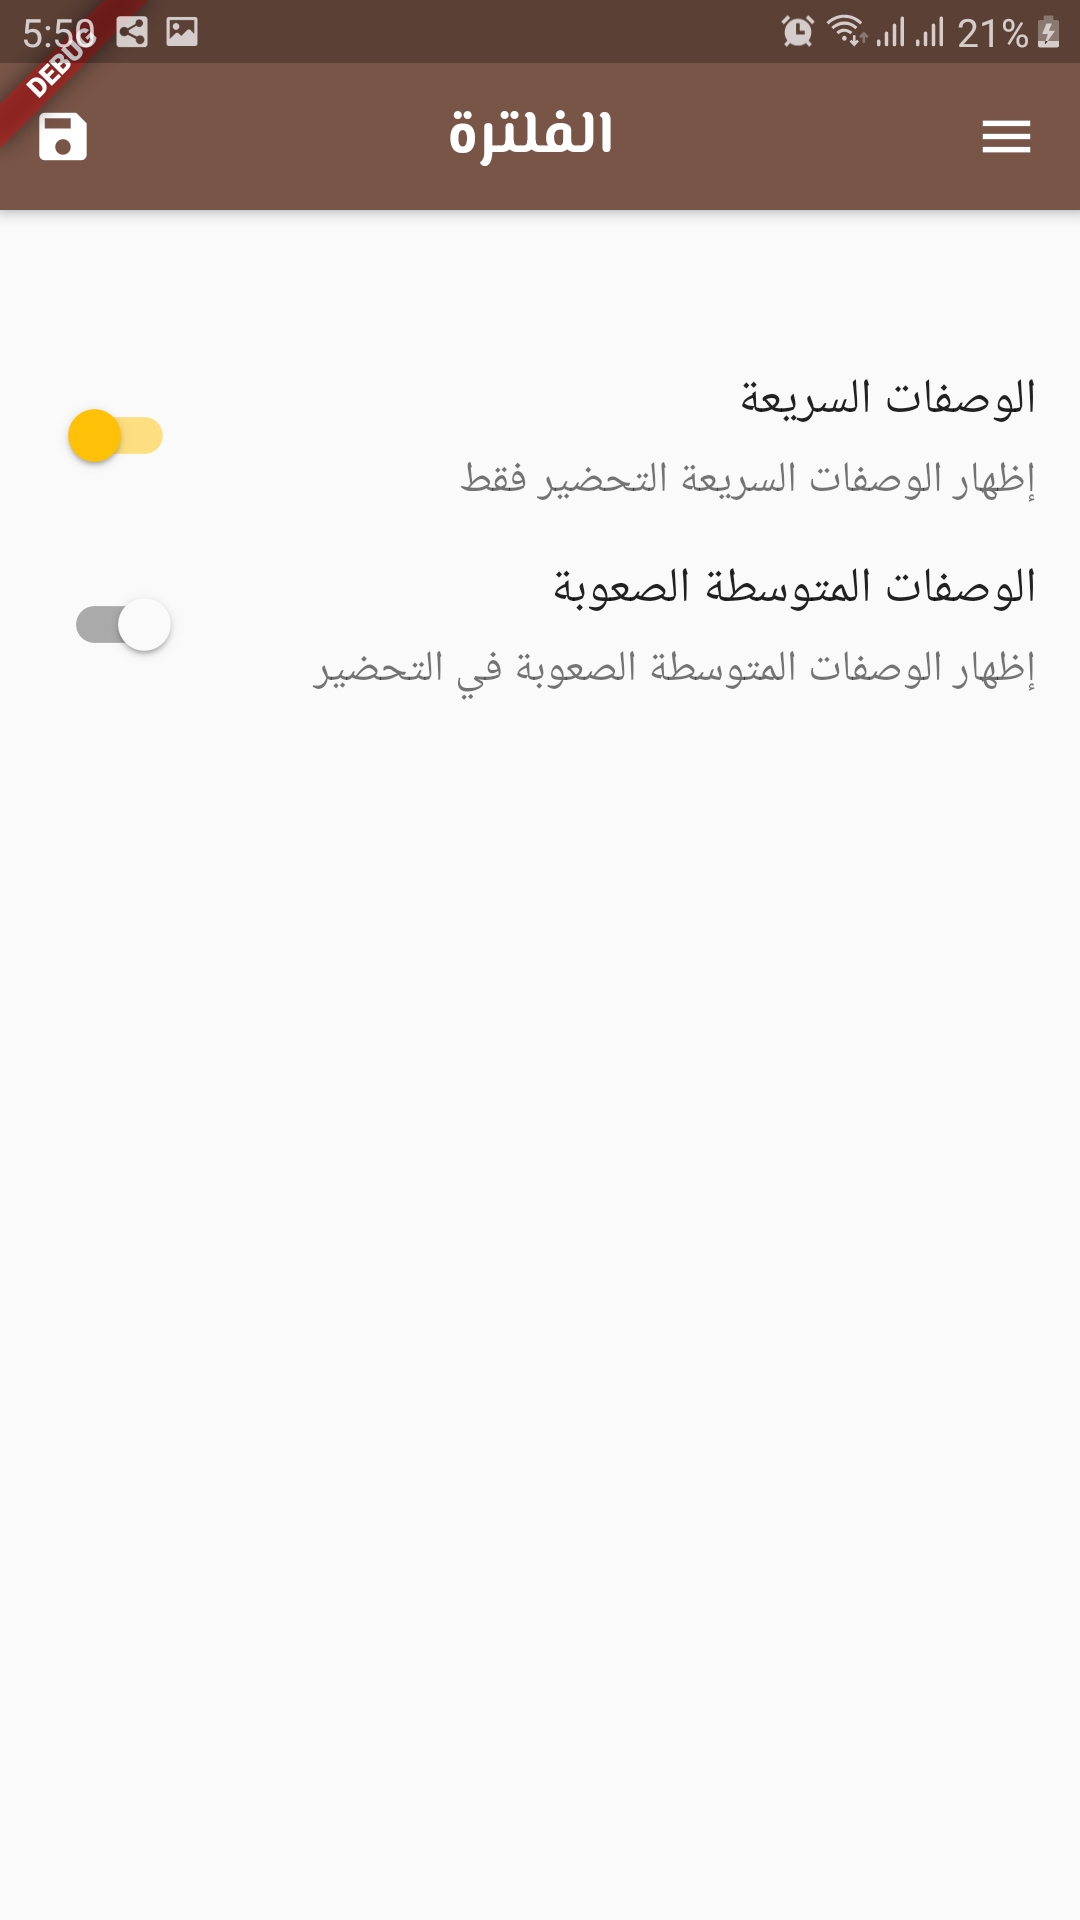 5:50
21%
DEBUG
الفلترة
الوصفات السريعة
إظهار الوصفات السريعة التحضير فقط
الوصفات المتوسطة الصعوبة
إظهار الوصفات المتوسطة الصعوبة في التحضير